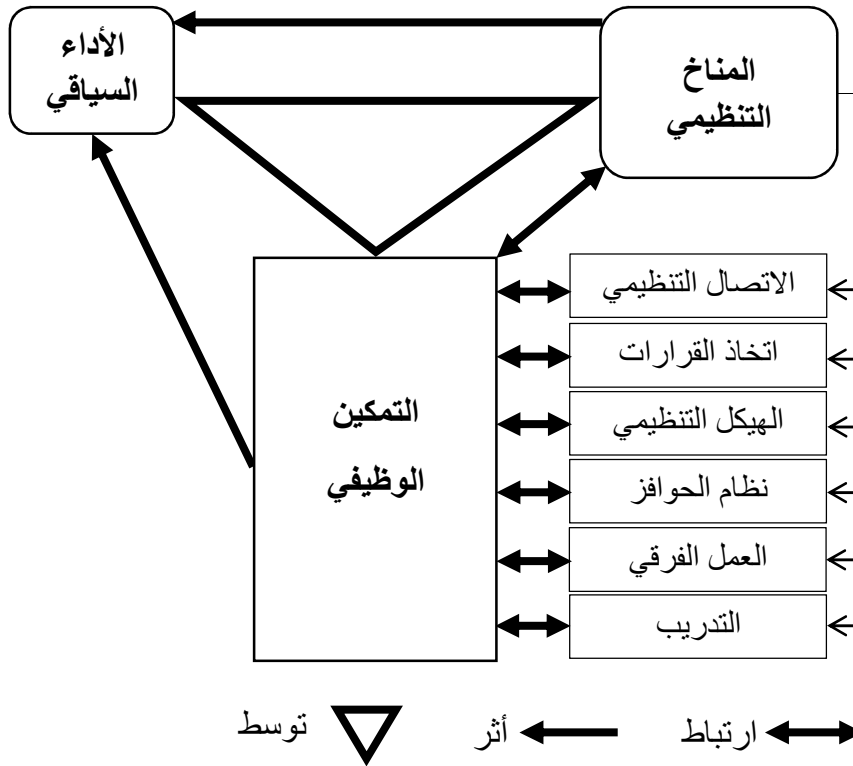 المناخ
التنظيمي
الأداء
السياقي
الاتصال التنظيمي
اتخاذ القرارات
الهيكل التنظيمي
نظام الحوافز
العمل الفرقي
التدريب
التمكين
الوظيفي
ارتباط
أثر
توسط